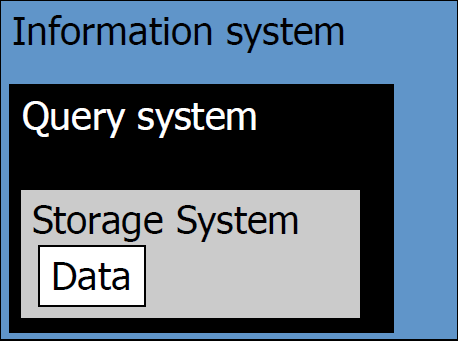 Information system
Query system
Storage System
Data